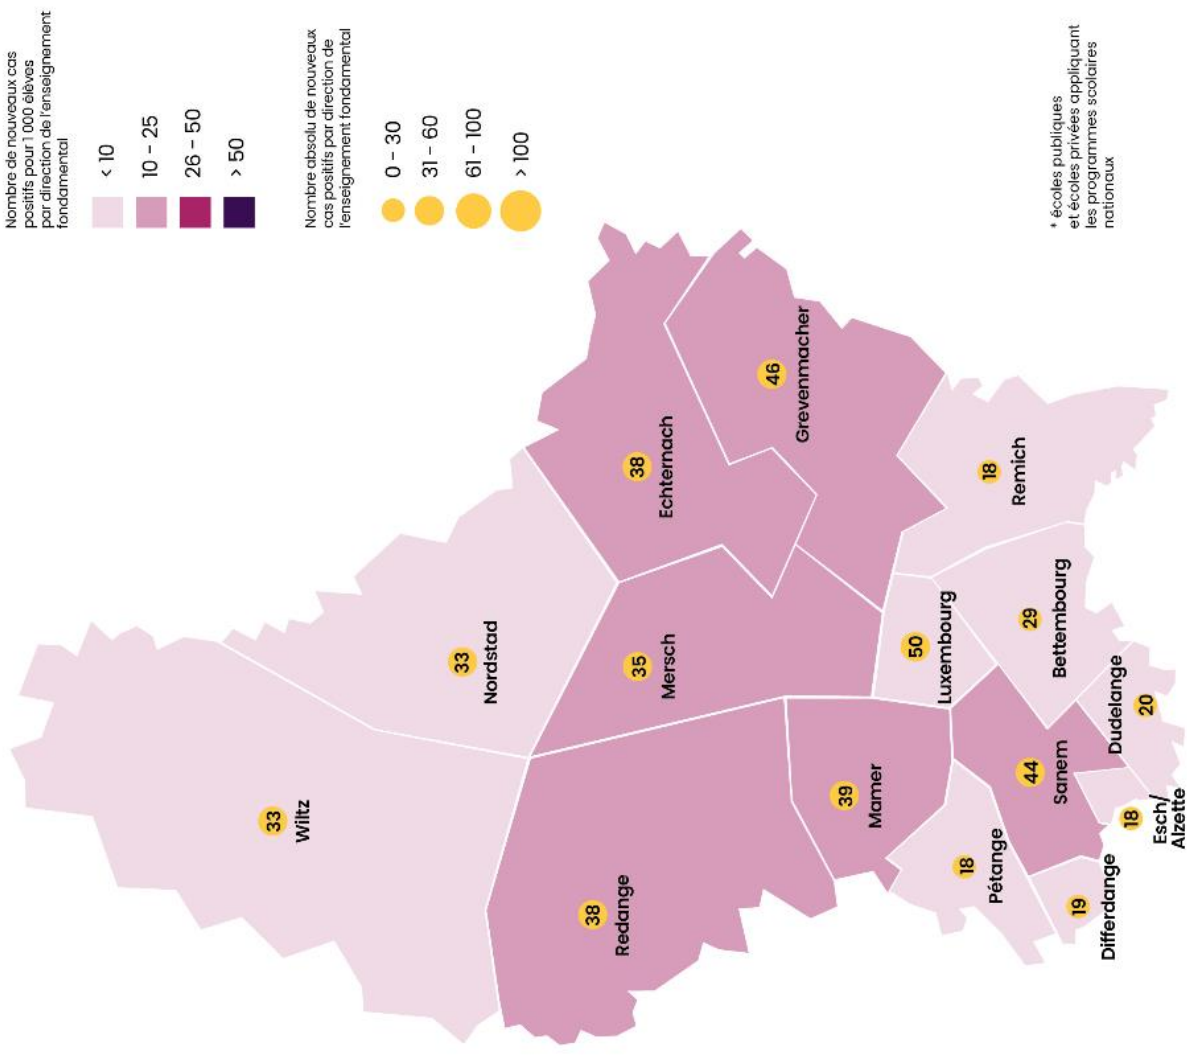 Nombre de nouveaux cas
positifs pour 1 000 élèves
par direction de l'enseignement
fondamental
< 10
10 – 25
26 – 50
> 50
Nombre absolu de nouveaux
cas positifs par direction de
l'enseignement fondamental
0 – 30
31 – 60
61 – 100
> 100
* écoles publiques
et écoles privées appliquant
les programmes scolaires
nationaux
33
Wiltz
33
Nordstad
38
Redange
35
Mersch
38
Echternach
46
Grevenmacher
39
Mamer
50
Luxembourg
18
Remich
18
Pétange
44
Sanem
29
Bettembourg
19
Differdange
18
Esch/
Alzette
Dudelange
20